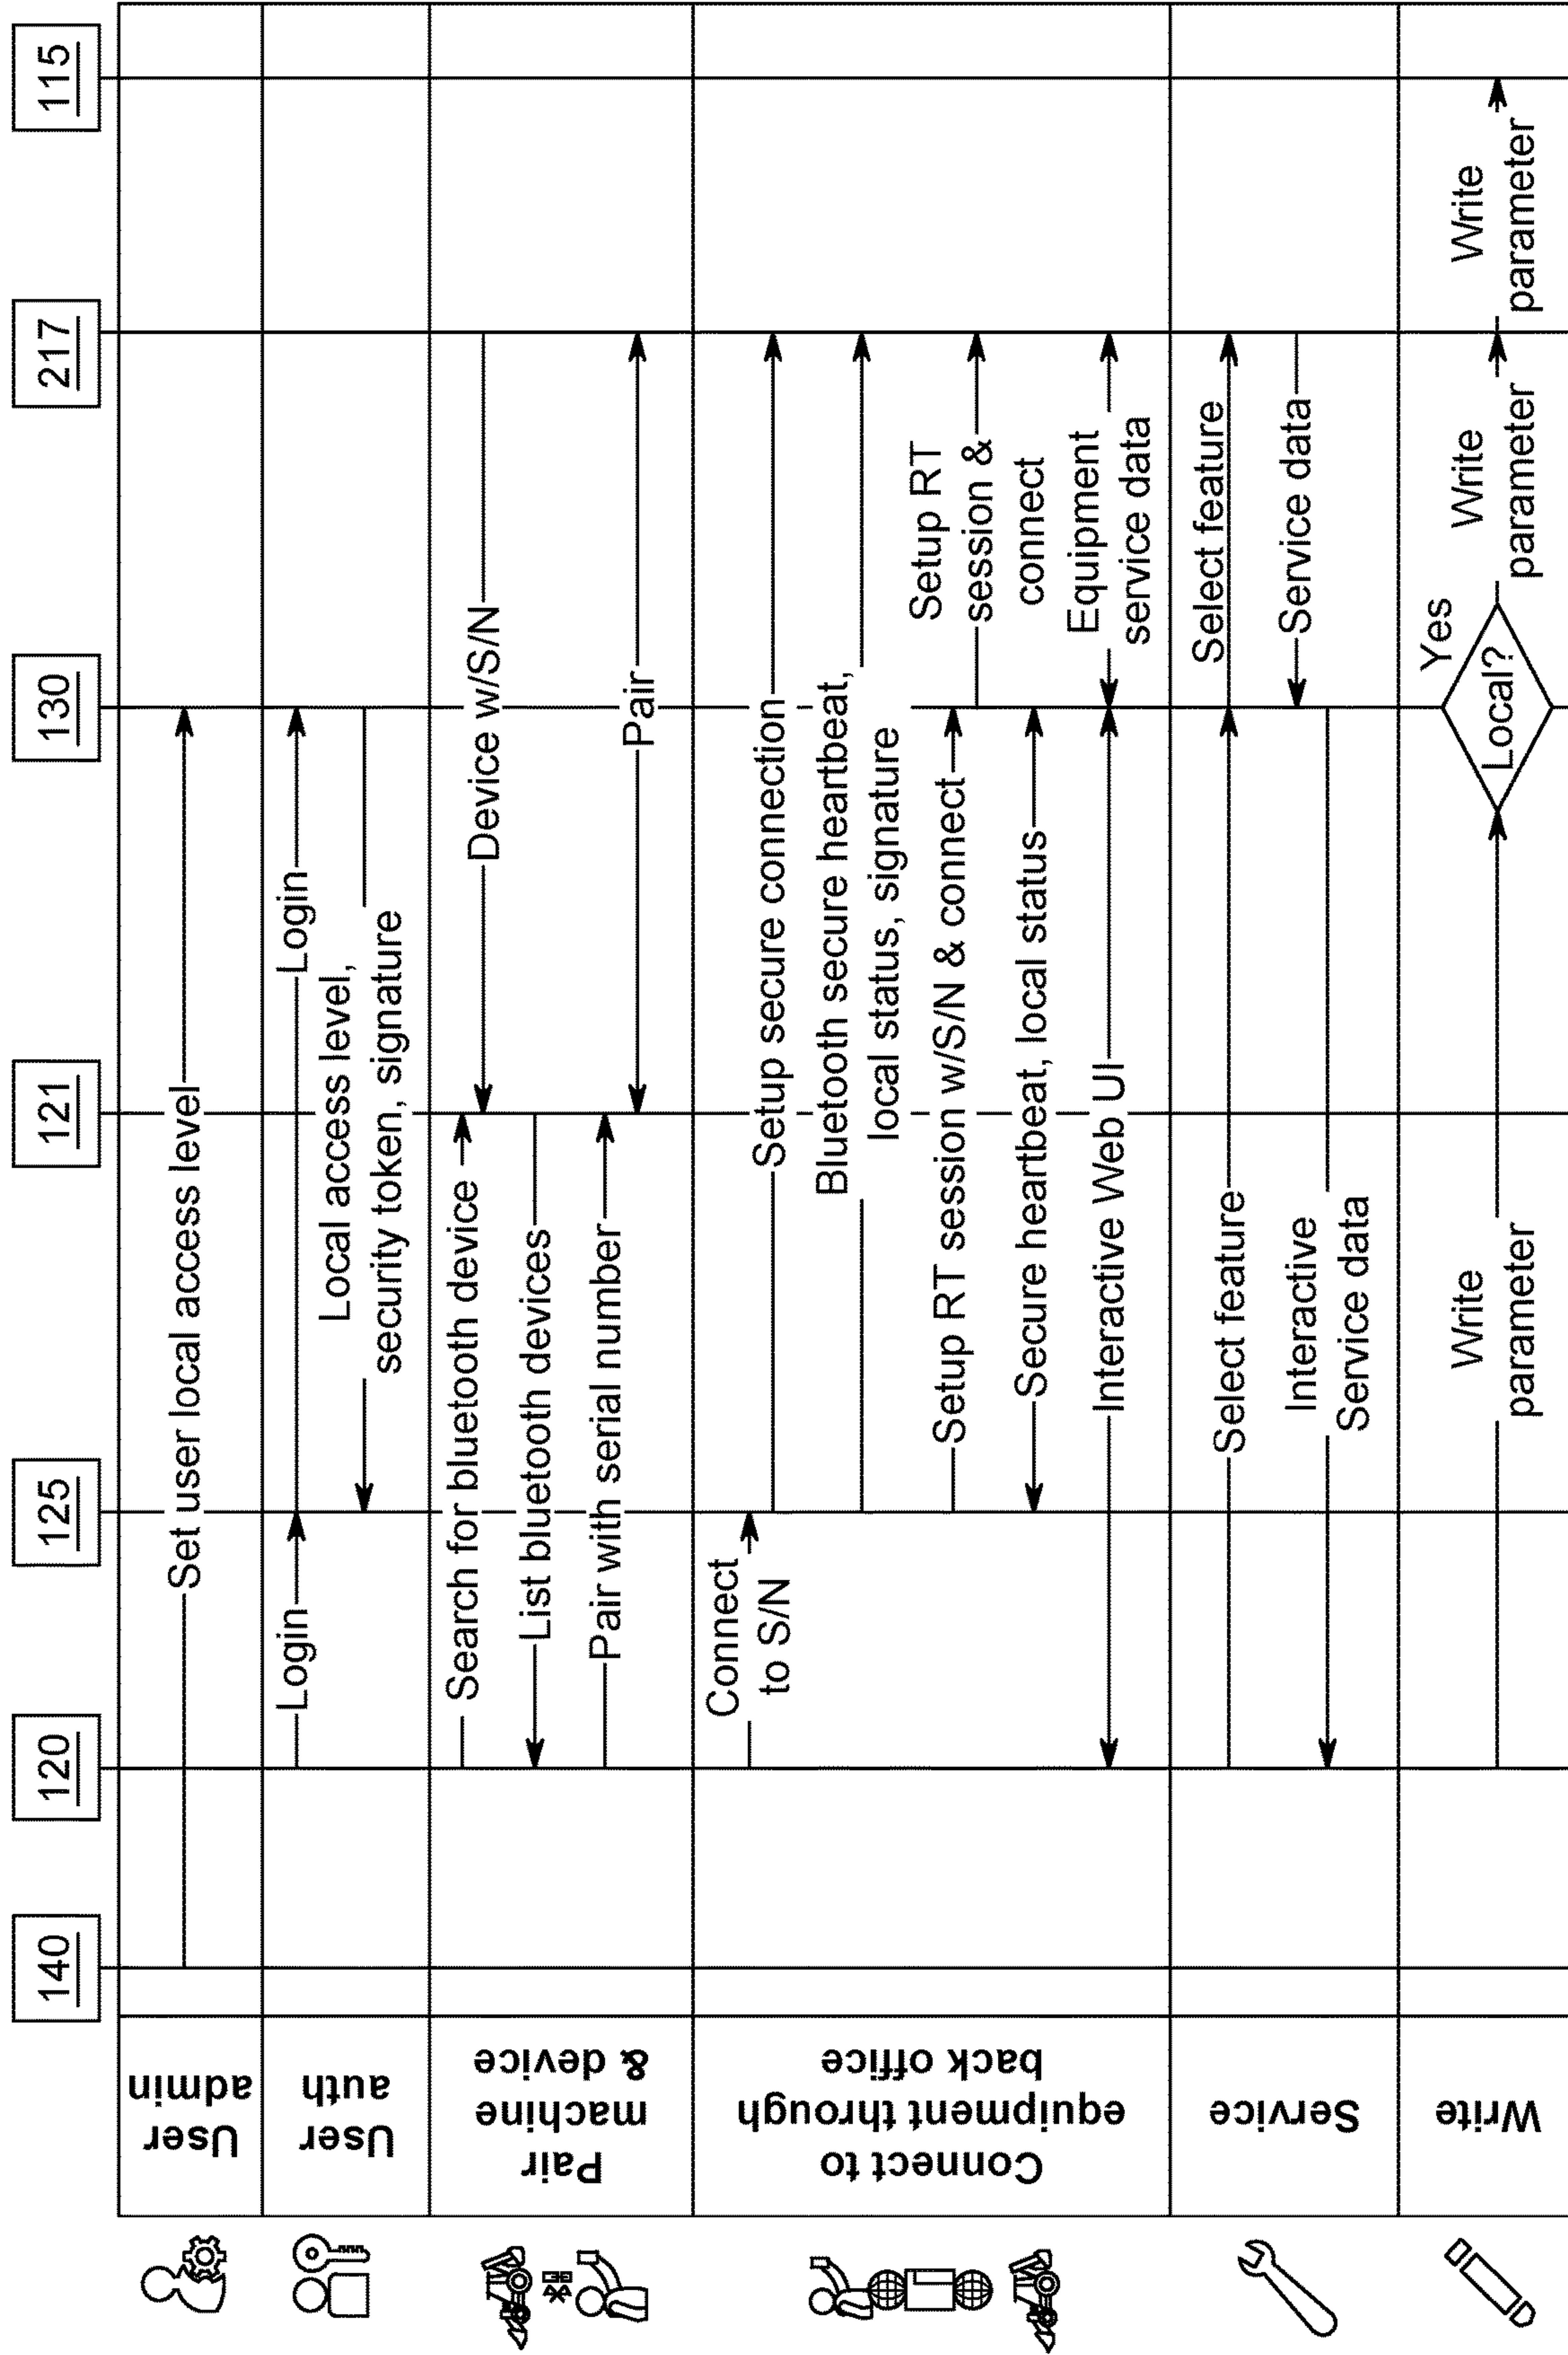 140
120
125
121
130
217
115
User
admin
Set user local access level
User
auth
Login
Login
Local access level,
security token, signature
Pair
machine
& device
Search for bluetooth device
Device w/S/N
List bluetooth devices
Pair with serial number
Pair
Connect to
equipment through
back office
Connect
to S/N
Setup secure connection
Bluetooth secure heartbeat,
local status, signature
Setup RT session w/S/N & connect
Setup RT
session &
connect
Secure heartbeat, local status
Interactive Web UI
Equipment
service data
Service
Select feature
Select feature
Interactive
Service data
Service data
Write
Write
parameter
Local?
Yes
Write
parameter
Write
parameter